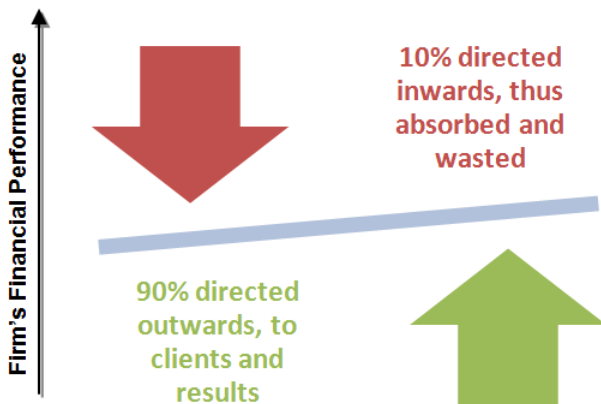 Firm's Financial Performance
10% directed
inwards, thus
absorbed and
wasted
90% directed
outwards, to
clients and
results